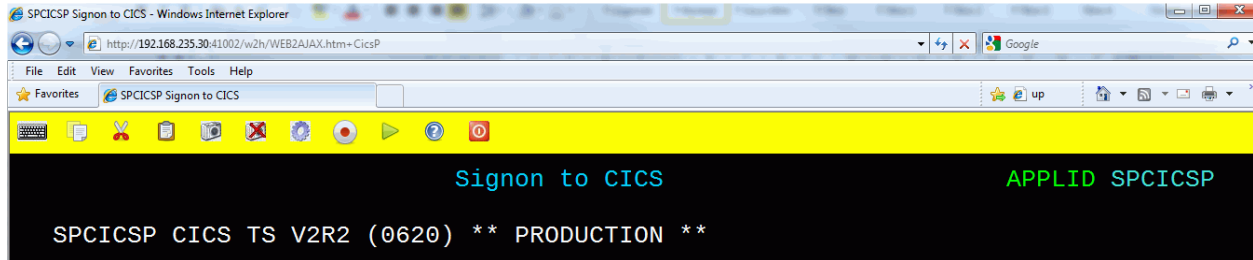 SPCICSP Signon to CICS - Windows Internet Explorer
http://192.168.235.30:41002/w2h/WEB2AJAX.htm+CicsP
Google
File Edit View Favorites Tools Help
Favorites SPCICSP Signon to CICS up
Signon to CICS APPLID SPCICSP
SPCICSP CICS TS V2R2 (0620) ** PRODUCTION **